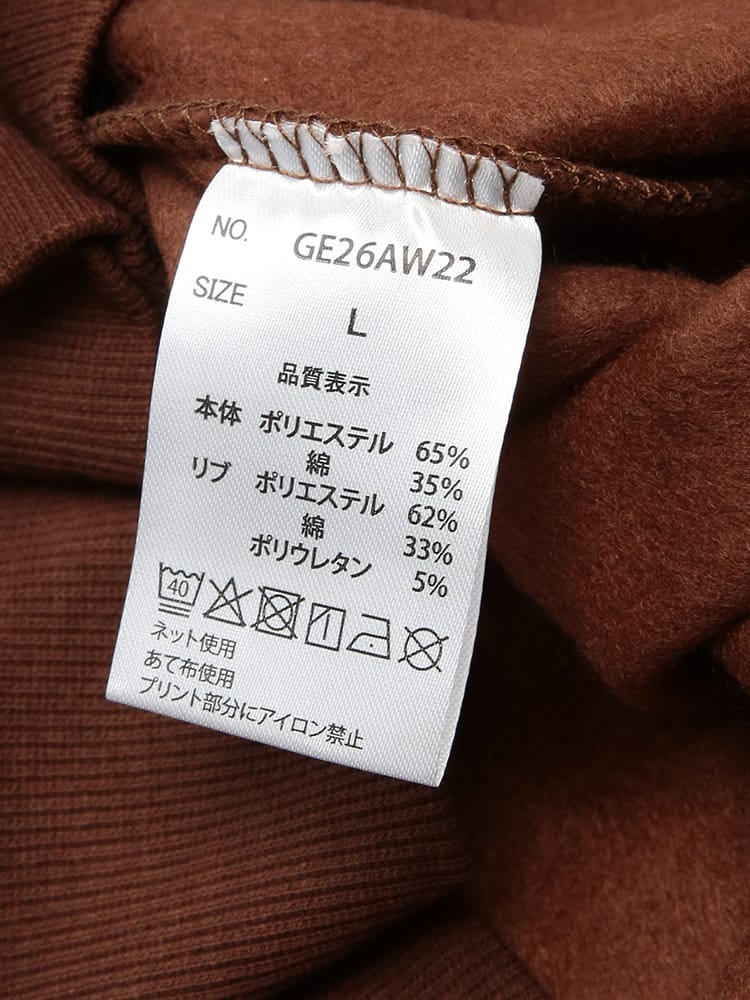 NO. GE26AW22
SIZE L
品質表示
本体 ポリエステル 65%
綿 35%
リブ ポリエステル 62%
綿 33%
ポリウレタン 5%
40
ネット使用
あて布使用
プリント部分にアイロン禁止